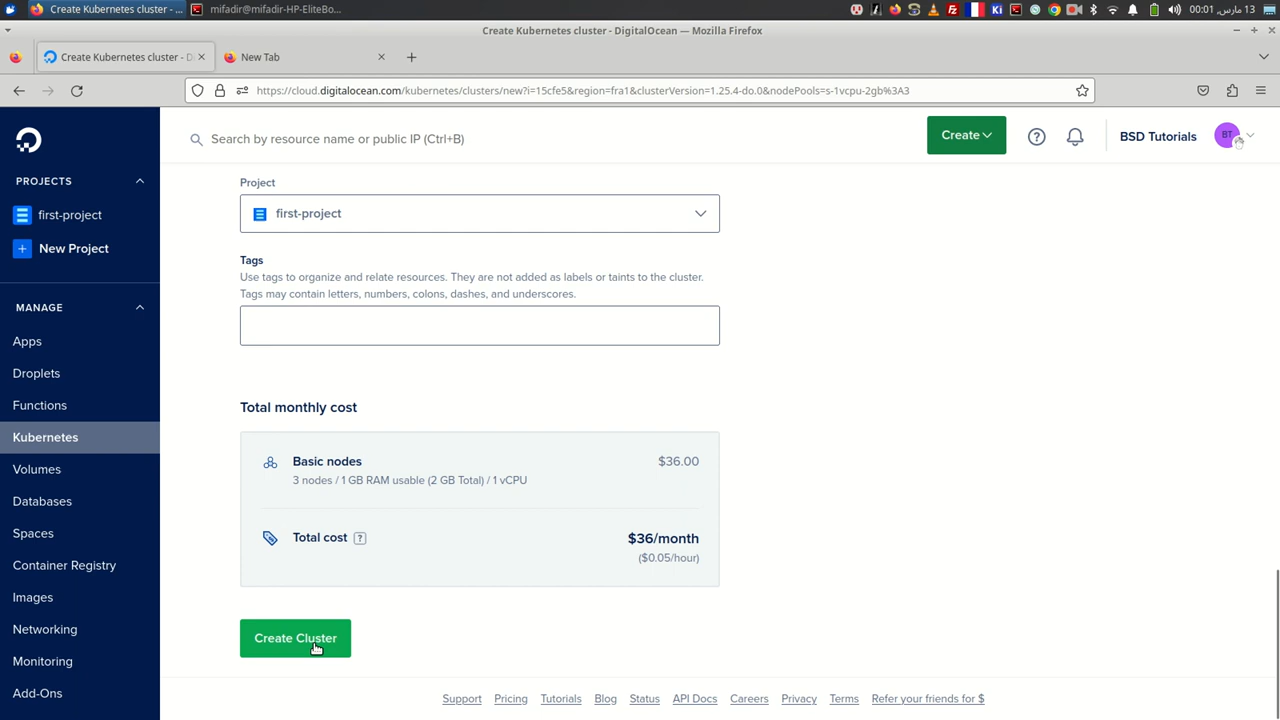 Create Kubernetes cluster - ...
mifadir@mifadir-HP-EliteBo...
00:01 ,13 مارس
Create Kubernetes cluster - DigitalOcean — Mozilla Firefox
Create Kubernetes cluster - D
New Tab
https://cloud.digitalocean.com/kubernetes/clusters/new?i=15cfe5&region=fra1&clusterVersion=1.25.4-do.0&nodePools=s-1vcpu-2gb%3A3
Search by resource name or public IP (Ctrl+B)
Create
BSD Tutorials
BT
PROJECTS
first-project
New Project
MANAGE
Apps
Droplets
Functions
Kubernetes
Volumes
Databases
Spaces
Container Registry
Images
Networking
Monitoring
Add-Ons
Project
first-project
Tags
Use tags to organize and relate resources. They are not added as labels or taints to the cluster.
Tags may contain letters, numbers, colons, dashes, and underscores.
Total monthly cost
Basic nodes $36.00
3 nodes / 1 GB RAM usable (2 GB Total) / 1 vCPU
Total cost ? $36/month
($0.05/hour)
Create Cluster
Support Pricing Tutorials Blog Status API Docs Careers Privacy Terms Refer your friends for $